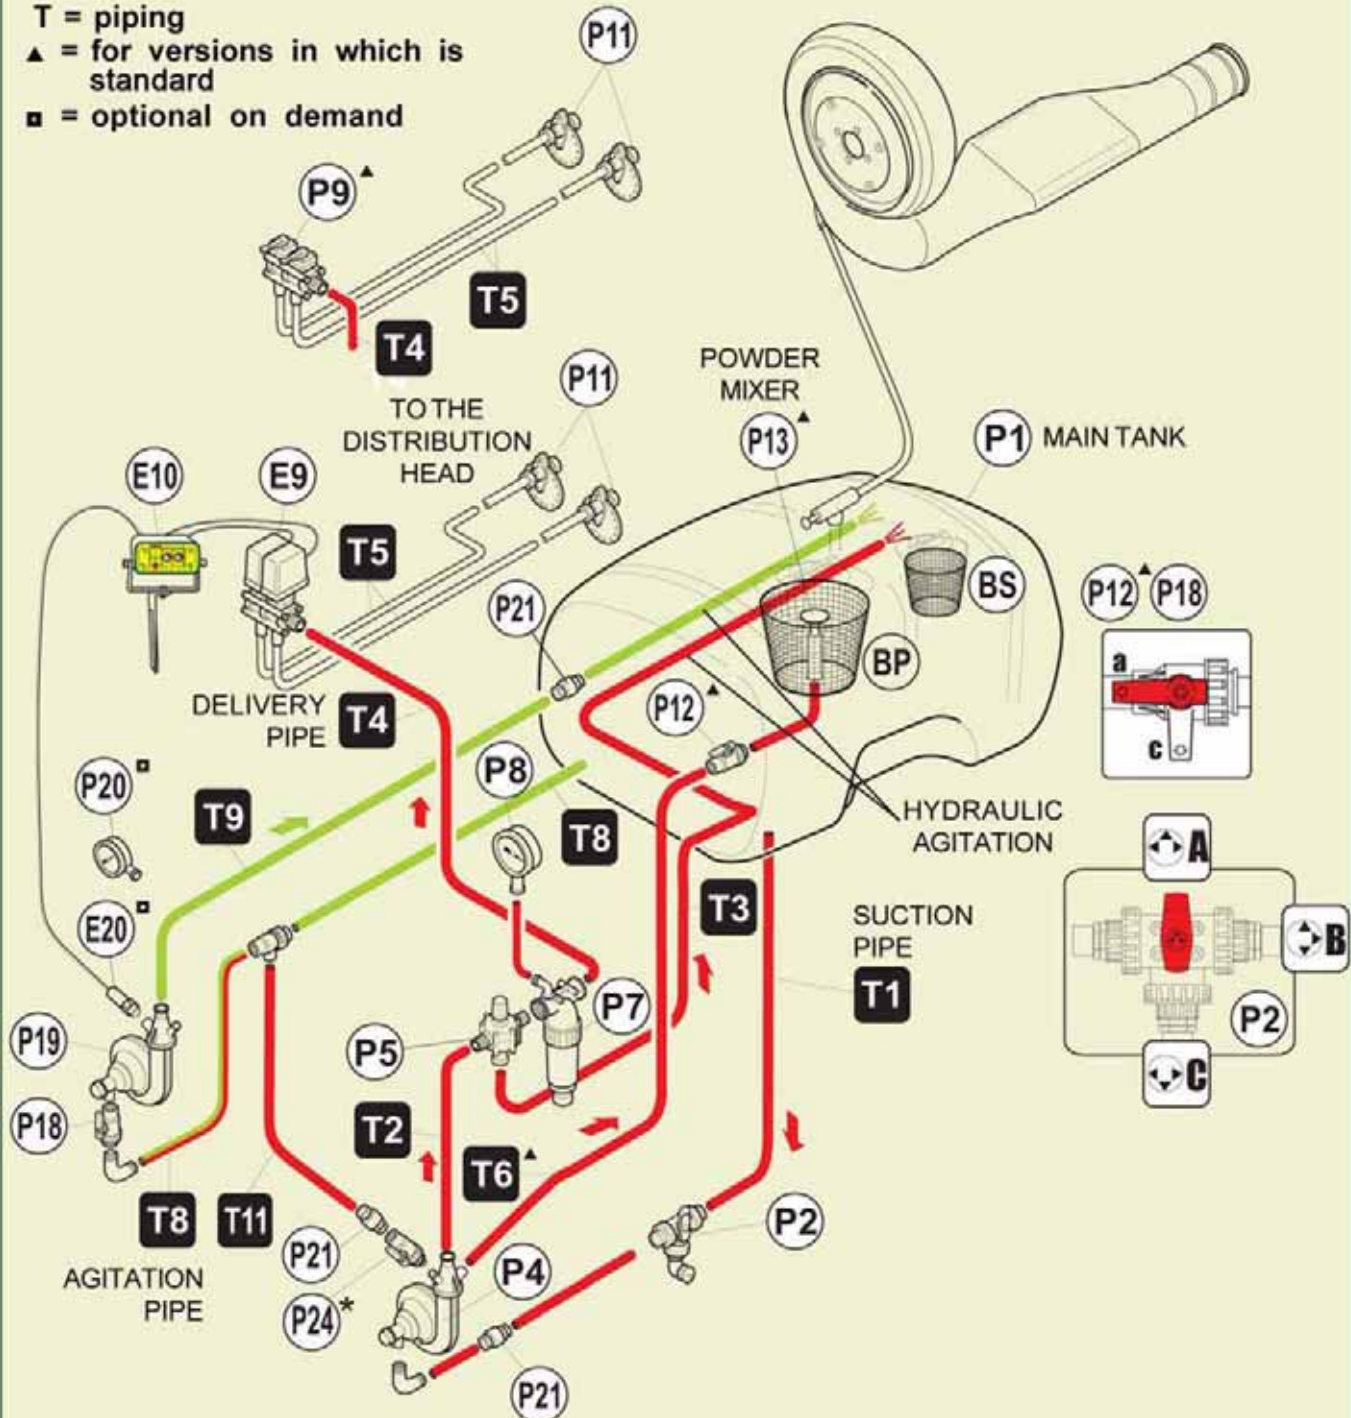 T = piping
▲ = for versions in which is
standard
◘ = optional on demand
P11
P9 ▲
T5
T4
TO THE
DISTRIBUTION
HEAD
P11
POWDER
MIXER
P13 ▲
P1 MAIN TANK
E10
E9
T5
P21
BS
P12 ▲ P18
a
c
BP
P12 ▲
DELIVERY
PIPE
T4
P20 ◘
P8
T9
T8
HYDRAULIC
AGITATION
A
B
C
P2
E20 ◘
T3
SUCTION
PIPE
T1
P19
P5
P7
P18
T2
T6 ▲
T8
T11
P21
P2
AGITATION
PIPE
P24 *
P4
P21